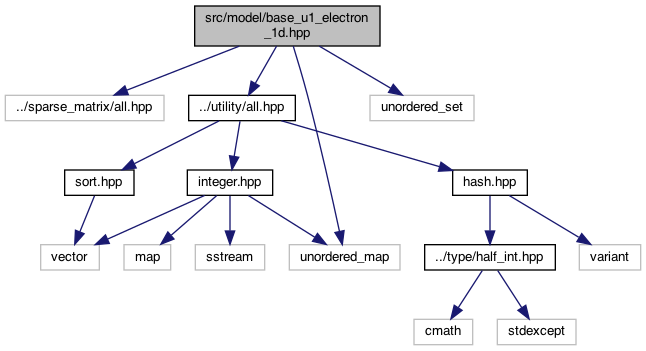 src/model/base_u1_electron
_1d.hpp
../sparse_matrix/all.hpp
../utility/all.hpp
unordered_set
sort.hpp
integer.hpp
hash.hpp
vector
map
sstream
unordered_map
../type/half_int.hpp
variant
cmath
stdexcept